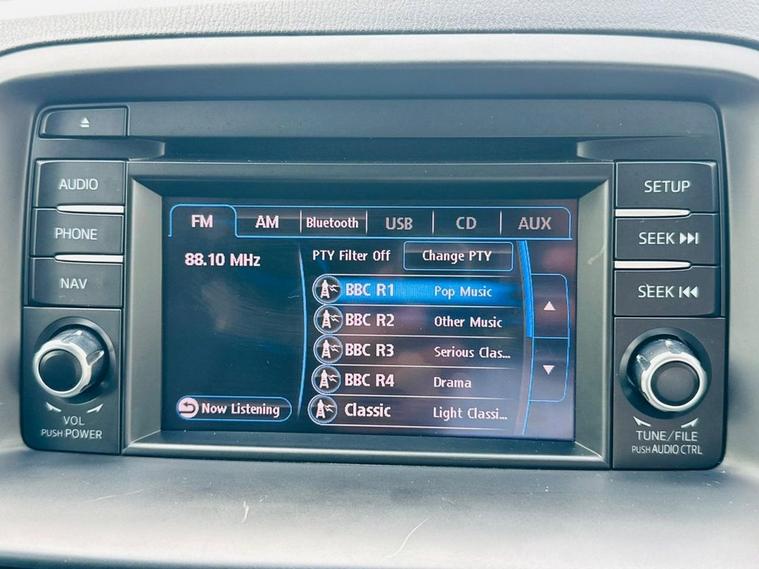 AUDIO
PHONE
NAV
VOL
PUSH POWER
FM AM Bluetooth USB CD AUX
88.10 MHz
PTY Filter Off Change PTY
BBC R1 Pop Music
BBC R2 Other Music
BBC R3 Serious Clas...
BBC R4 Drama
Classic Light Classi...
Now Listening
SETUP
SEEK
SEEK
TUNE/FILE
PUSH AUDIO CTRL